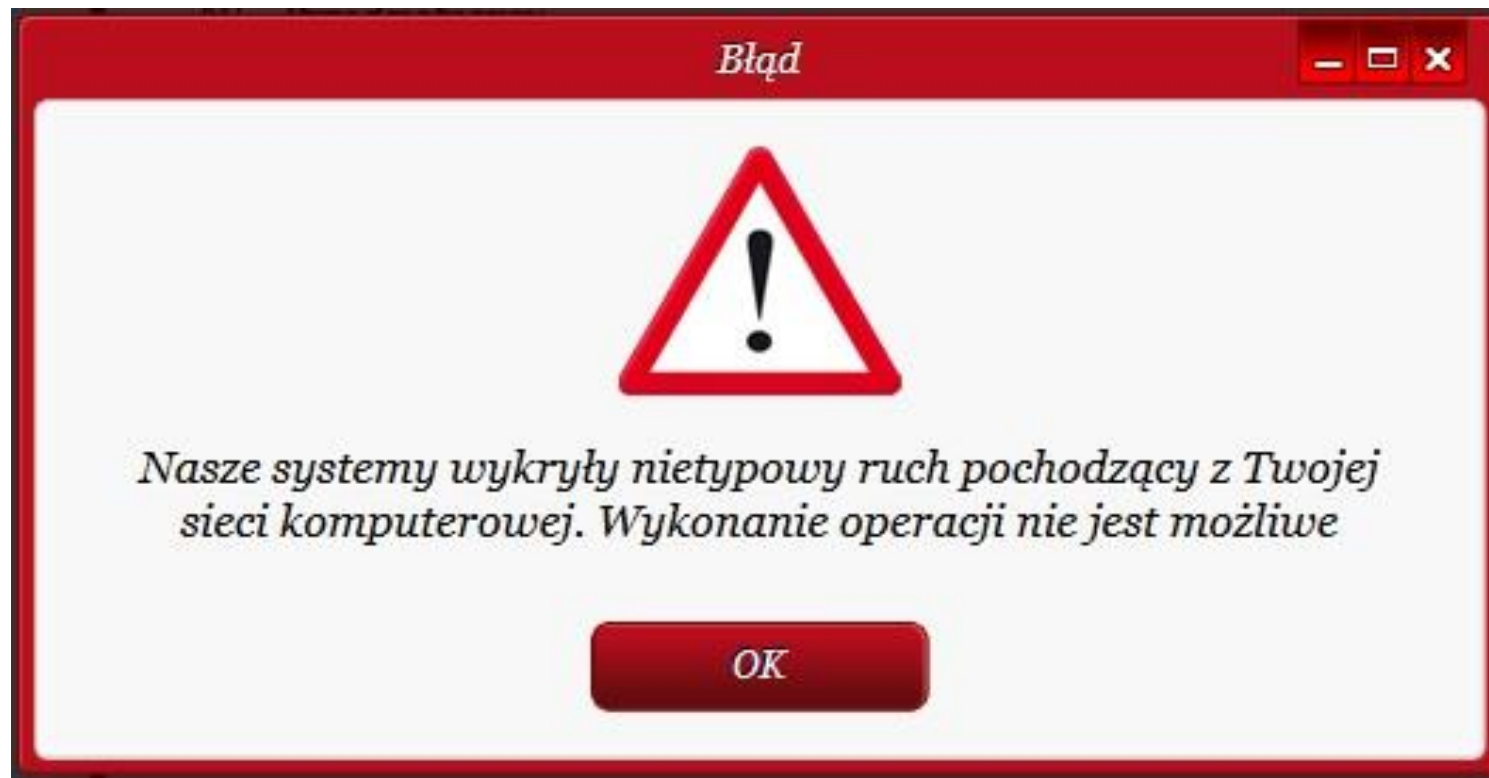 Błąd
Nasze systemy wykryły nietypowy ruch pochodzący z Twojej
sieci komputerowej. Wykonanie operacji nie jest możliwe
OK